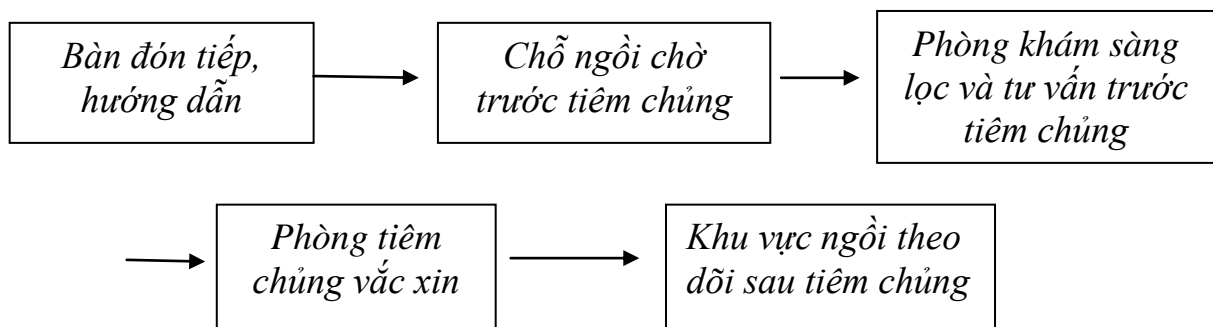 Bàn đón tiếp,
hướng dẫn
Chỗ ngồi chờ
trước tiêm chủng
Phòng khám sàng
lọc và tư vấn trước
tiêm chủng
Phòng tiêm
chủng vắc xin
Khu vực ngồi theo
dõi sau tiêm chủng